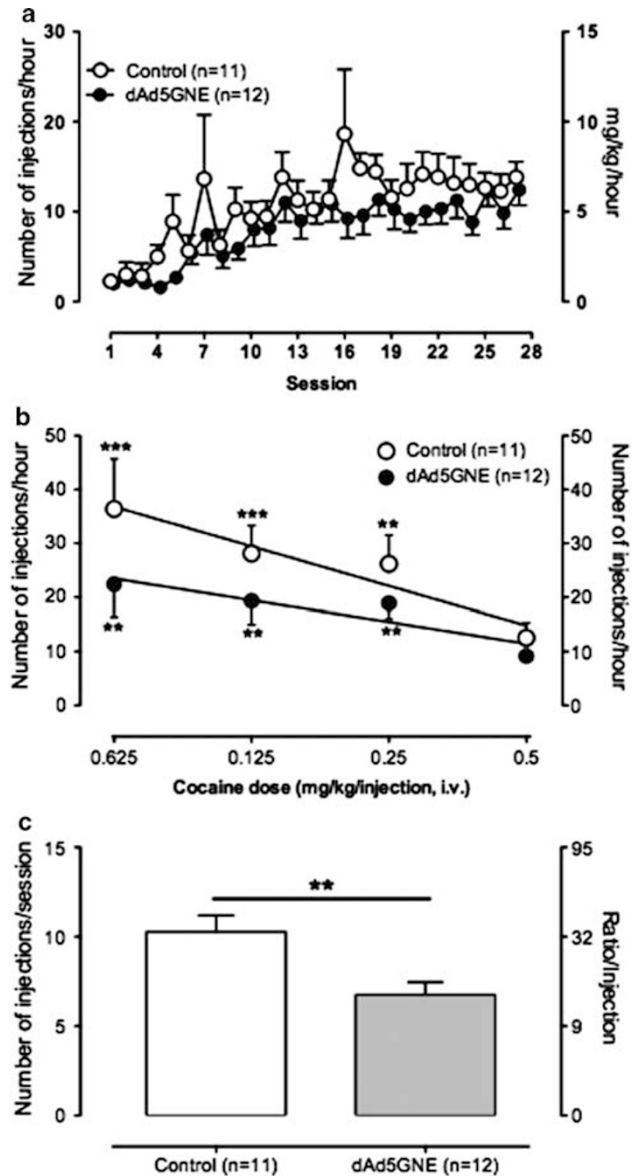 a
30
20
10
0
Number of injections/hour
Control (n=11)
dAd5GNE (n=12)
15
10
5
0
mg/kg/hour
1 4 7 10 13 16 19 22 25 28
Session
b
50
40
30
20
10
0
Number of injections/hour
***
***
**
**
**
**
Control (n=11)
dAd5GNE (n=12)
50
40
30
20
10
0
Number of injections/hour
0.625 0.125 0.25 0.5
Cocaine dose (mg/kg/injection, i.v.)
c
15
10
5
0
Number of injections/session
**
95
32
9
0
Ratio/Injection
Control (n=11) dAd5GNE (n=12)